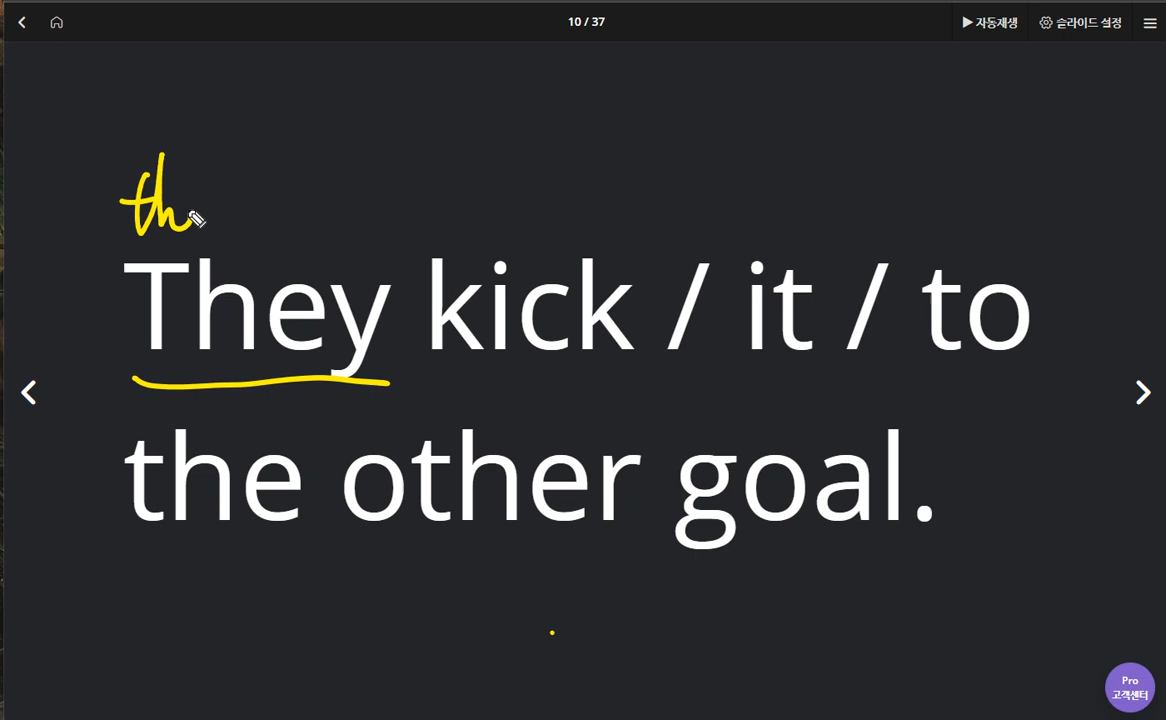 10 / 37
▶ 자동재생
슬라이드 설정
th
They kick / it / to
the other goal.
Pro
고객센터